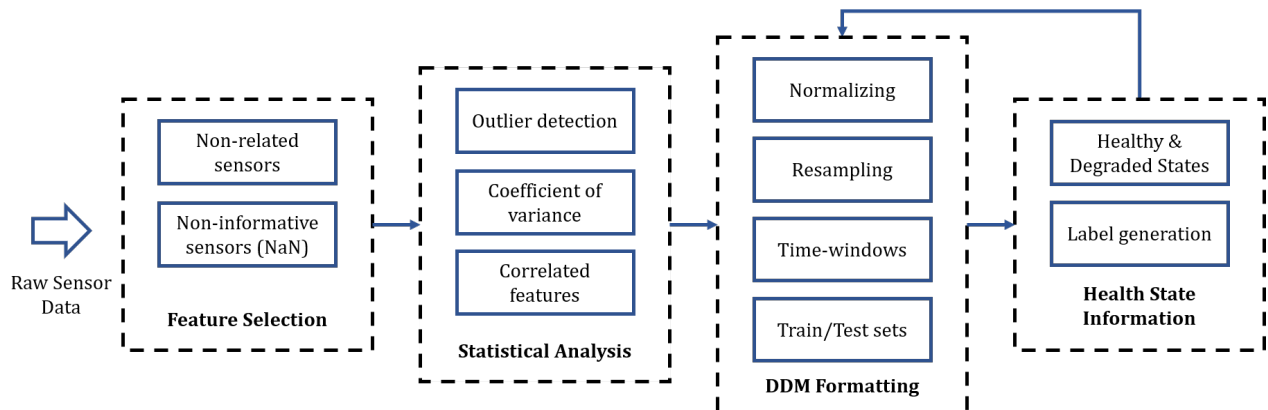 Raw Sensor
Data
Non-related
sensors
Non-informative
sensors (NaN)
Feature Selection
Outlier detection
Coefficient of
variance
Correlated
features
Statistical Analysis
Normalizing
Resampling
Time-windows
Train/Test sets
DDM Formatting
Healthy &
Degraded States
Label generation
Health State
Information